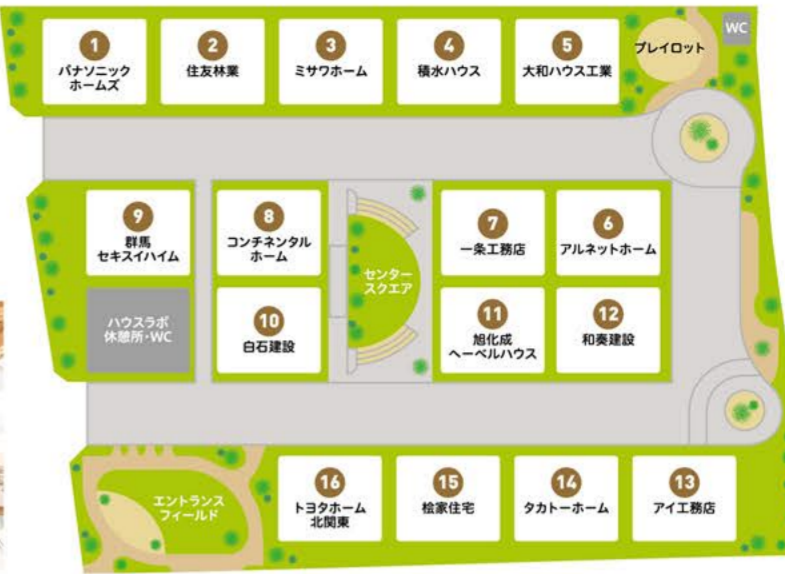 1
パナソニック
ホームズ
2
住友林業
3
ミサワホーム
4
積水ハウス
5
大和ハウス工業
プレイロット
WC
9
群馬
セキスイハイム
8
コンチネンタル
ホーム
7
一条工務店
6
アルネットホーム
センター
スクエア
ハウスラボ
休憩所・WC
10
白石建設
11
旭化成
ヘーベルハウス
12
和奏建設
エントランス
フィールド
16
トヨタホーム
北関東
15
桧家住宅
14
タカトーホーム
13
アイ工務店